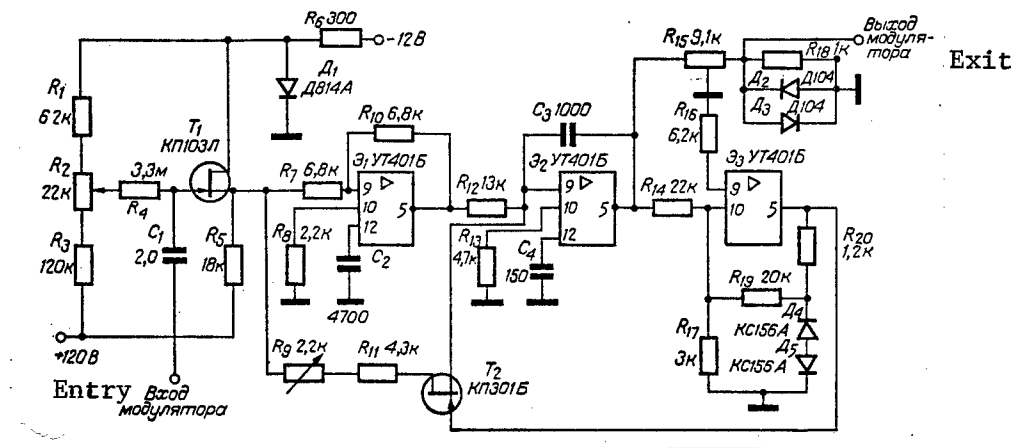 R6 300
-12В
Выход
модуля-
тора
Exit
R15 9,1к
R18 1к
Д2
Д104
Д3
Д104
Д1
Д814А
R1
62к
T1
КП103Л
R10 6,8к
C3 1000
R16
6,2к
R2
22к
3,3м
R4
R7 6,8к
Э1 УТ401Б
9
10
12
5
R12 13к
Э2 УТ401Б
9
10
12
5
R14 22к
Э3 УТ401Б
9
10
5
C1
2,0
R5
18к
R8 2,2к
C2
4700
R13
4,7к
C4
150
R20
1,2к
R3
120к
R19 20к
Д4
КС156А
Д5
КС156А
R17
3к
+120В
R9 2,2к
R11 4,3к
T2
КП301Б
Entry
Вход
модулятора